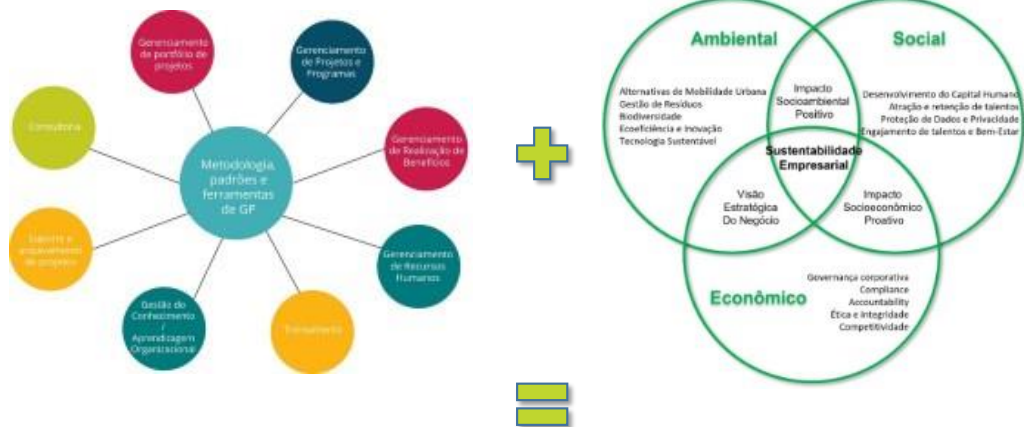 Gerenciamento
de portfólio de
projetos
Gerenciamento
de Projetos e
Programas
Consultoria
Gerenciamento
de Realização de
Benefícios
Metodologia,
padrões e
ferramentas
de GP
Suporte e
de projetos
Gerenciamento
de Recursos
Humanos
Gestão do
Conhecimento
/
Aprendizagem
Organizacional
Treinamento
Ambiental
Alternativas de Mobilidade Urbana
Gestão de Resíduos
Biodiversidade
Ecoeficiência e Inovação
Tecnologia Sustentável
Impacto
Socioambiental
Positivo
Social
Desenvolvimento do Capital Humano
Atração e retenção de talentos
Proteção de Dados e Privacidade
Engajamento de talentos e Bem-Estar
Sustentabilidade
Empresarial
Visão
Estratégica
Do Negócio
Impacto
Socioeconômico
Proativo
Econômico
Governança corporativa
Compliance
Accountability
Ética e Integridade
Competitividade